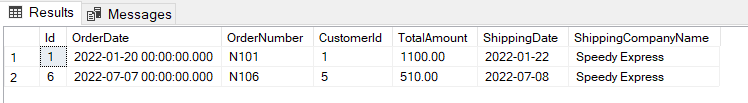 Results Messages
Id OrderDate OrderNumber CustomerId TotalAmount ShippingDate ShippingCompanyName
1 1 2022-01-20 00:00:00.000 N101 1 1100.00 2022-01-22 Speedy Express
2 6 2022-07-07 00:00:00.000 N106 5 510.00 2022-07-08 Speedy Express